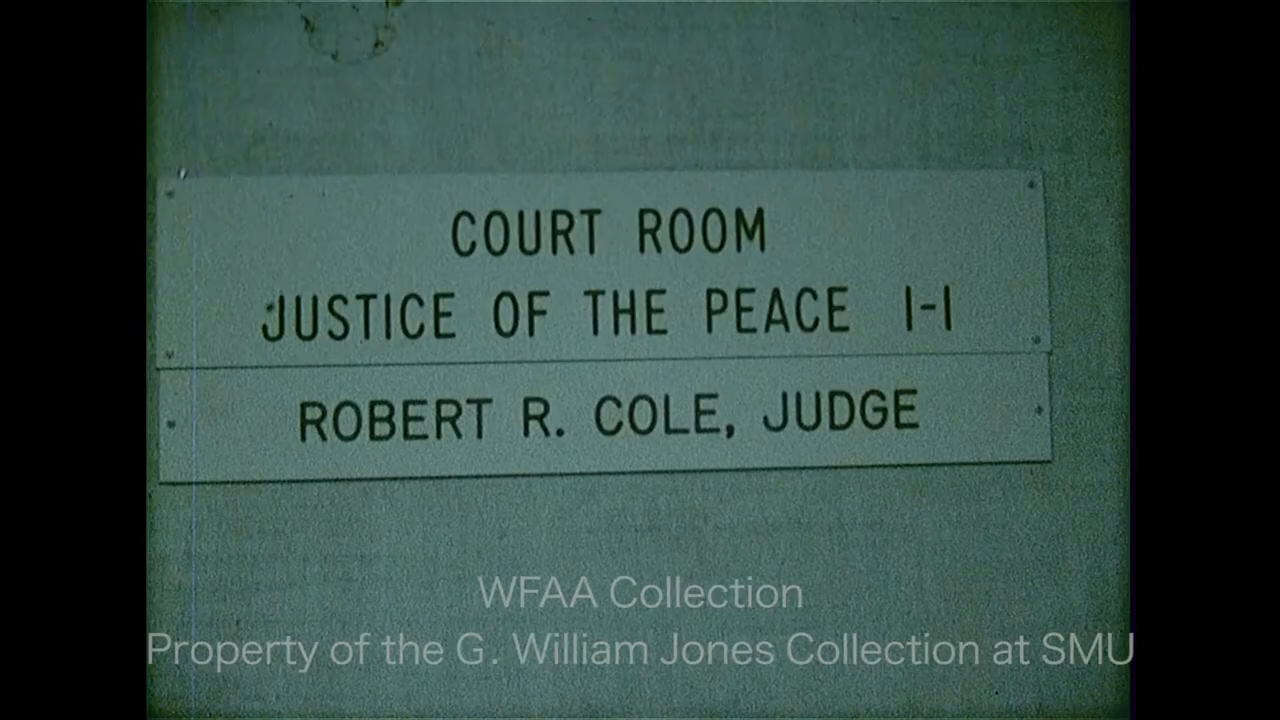 COURT ROOM
JUSTICE OF THE PEACE 1-1
ROBERT R. COLE, JUDGE
WFAA Collection
Property of the G. William Jones Collection at SMU